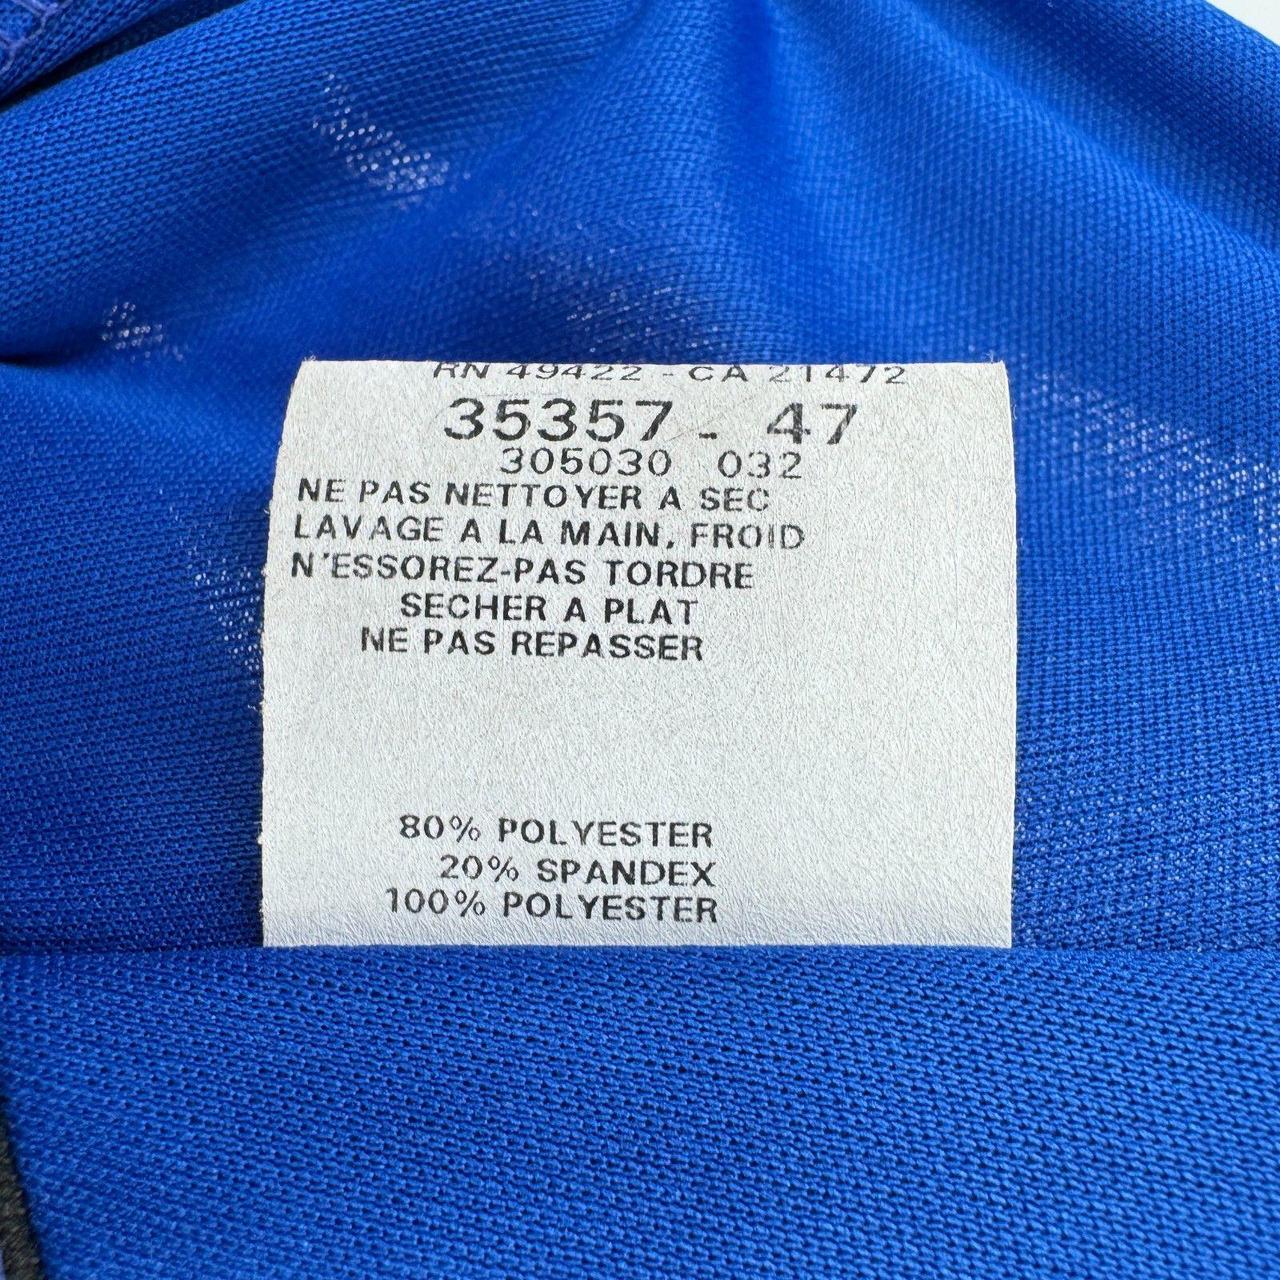 RN 49422 - CA 21472
35357 - 47
305030 032
NE PAS NETTOYER A SEC
LAVAGE A LA MAIN, FROID
N'ESSOREZ-PAS TORDRE
SECHER A PLAT
NE PAS REPASSER
80% POLYESTER
20% SPANDEX
100% POLYESTER